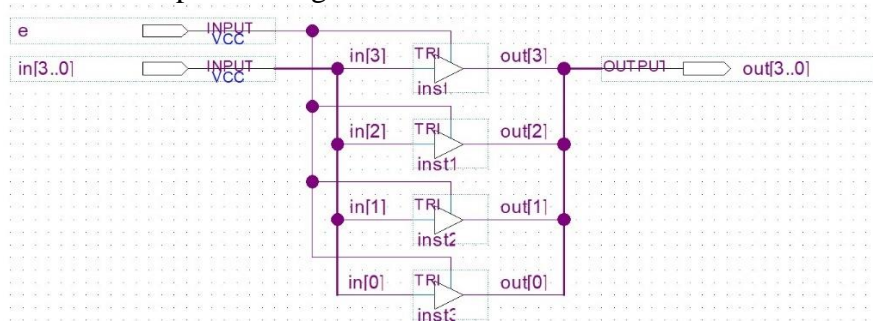 e INPUT
VCC
in[3..0] INPUT
VCC
in[3] TRI out[3]
inst
OUTPUT out[3..0]
in[2] TRI out[2]
inst1
in[1] TRI out[1]
inst2
in[0] TRI out[0]
inst3